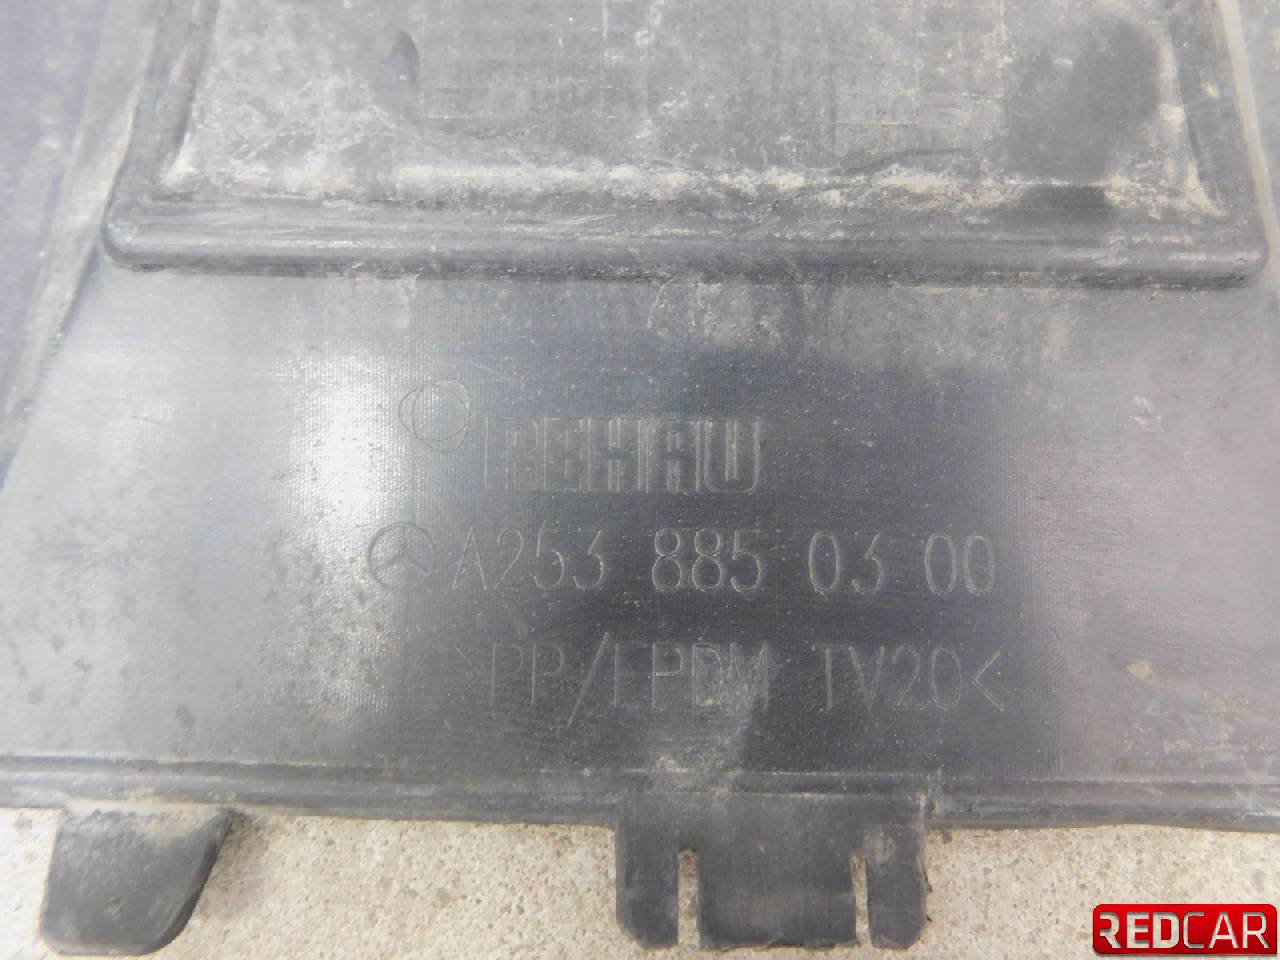 REHAU
A253 885 03 00
>PP/EPDM TV20<
REDCAR